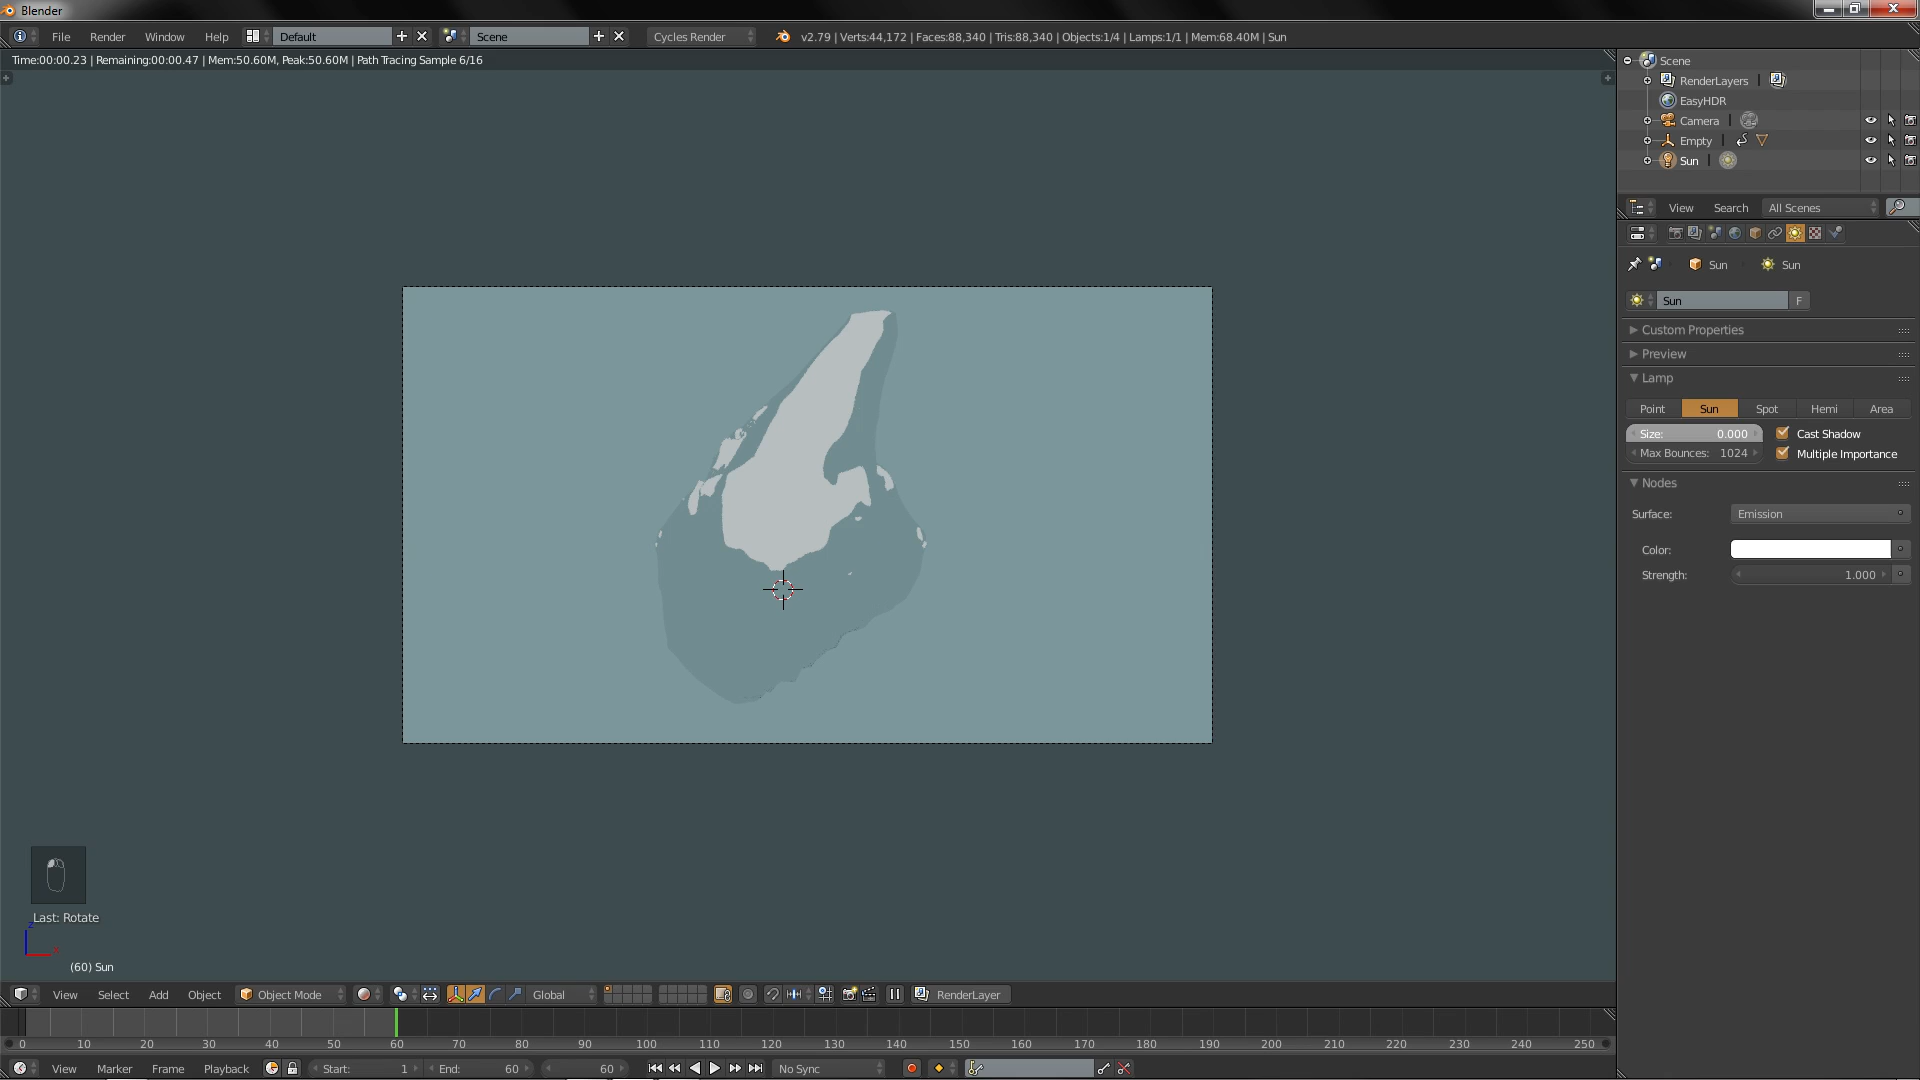 Blender
File Render Window Help Default Scene Cycles Render v2.79 | Verts:44,172 | Faces:88,340 | Tris:88,340 | Objects:1/4 | Lamps:1/1 | Mem:68.40M | Sun
Time:00:00.23 | Remaining:00:00.47 | Mem:50.60M, Peak:50.60M | Path Tracing Sample 6/16
Scene
RenderLayers |
EasyHDR
Camera |
Empty |
Sun |
View Search All Scenes
Sun Sun
Sun F
Custom Properties
Preview
Lamp
Point Sun Spot Hemi Area
Size: 0.000 Cast Shadow
Max Bounces: 1024 Multiple Importance
Nodes
Surface: Emission
Color:
Strength: 1.000
Last: Rotate
z
x
(60) Sun
View Select Add Object Object Mode Global RenderLayer
0 10 20 30 40 50 60 70 80 90 100 110 120 130 140 150 160 170 180 190 200 210 220 230 240 250
View Marker Frame Playback Start: 1 End: 60 60 No Sync